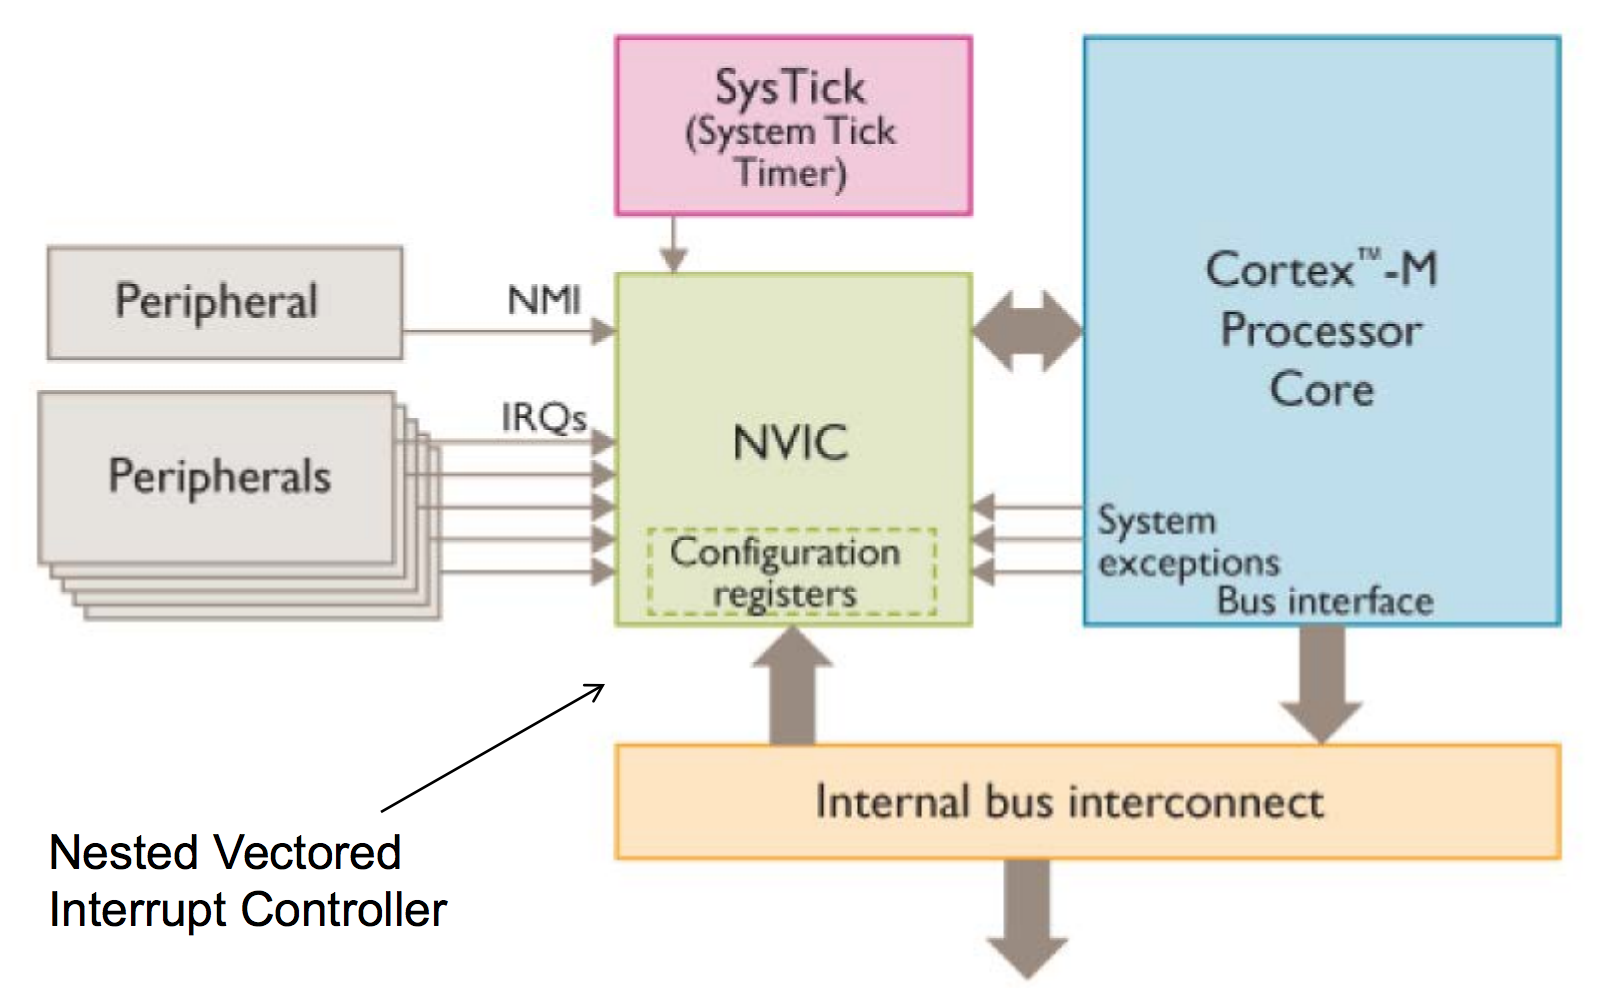 SysTick
(System Tick
Timer)
Peripheral
NMI
Cortex™-M
Processor
Core
IRQs
Peripherals
NVIC
Configuration
registers
System
exceptions
Bus interface
Internal bus interconnect
Nested Vectored
Interrupt Controller